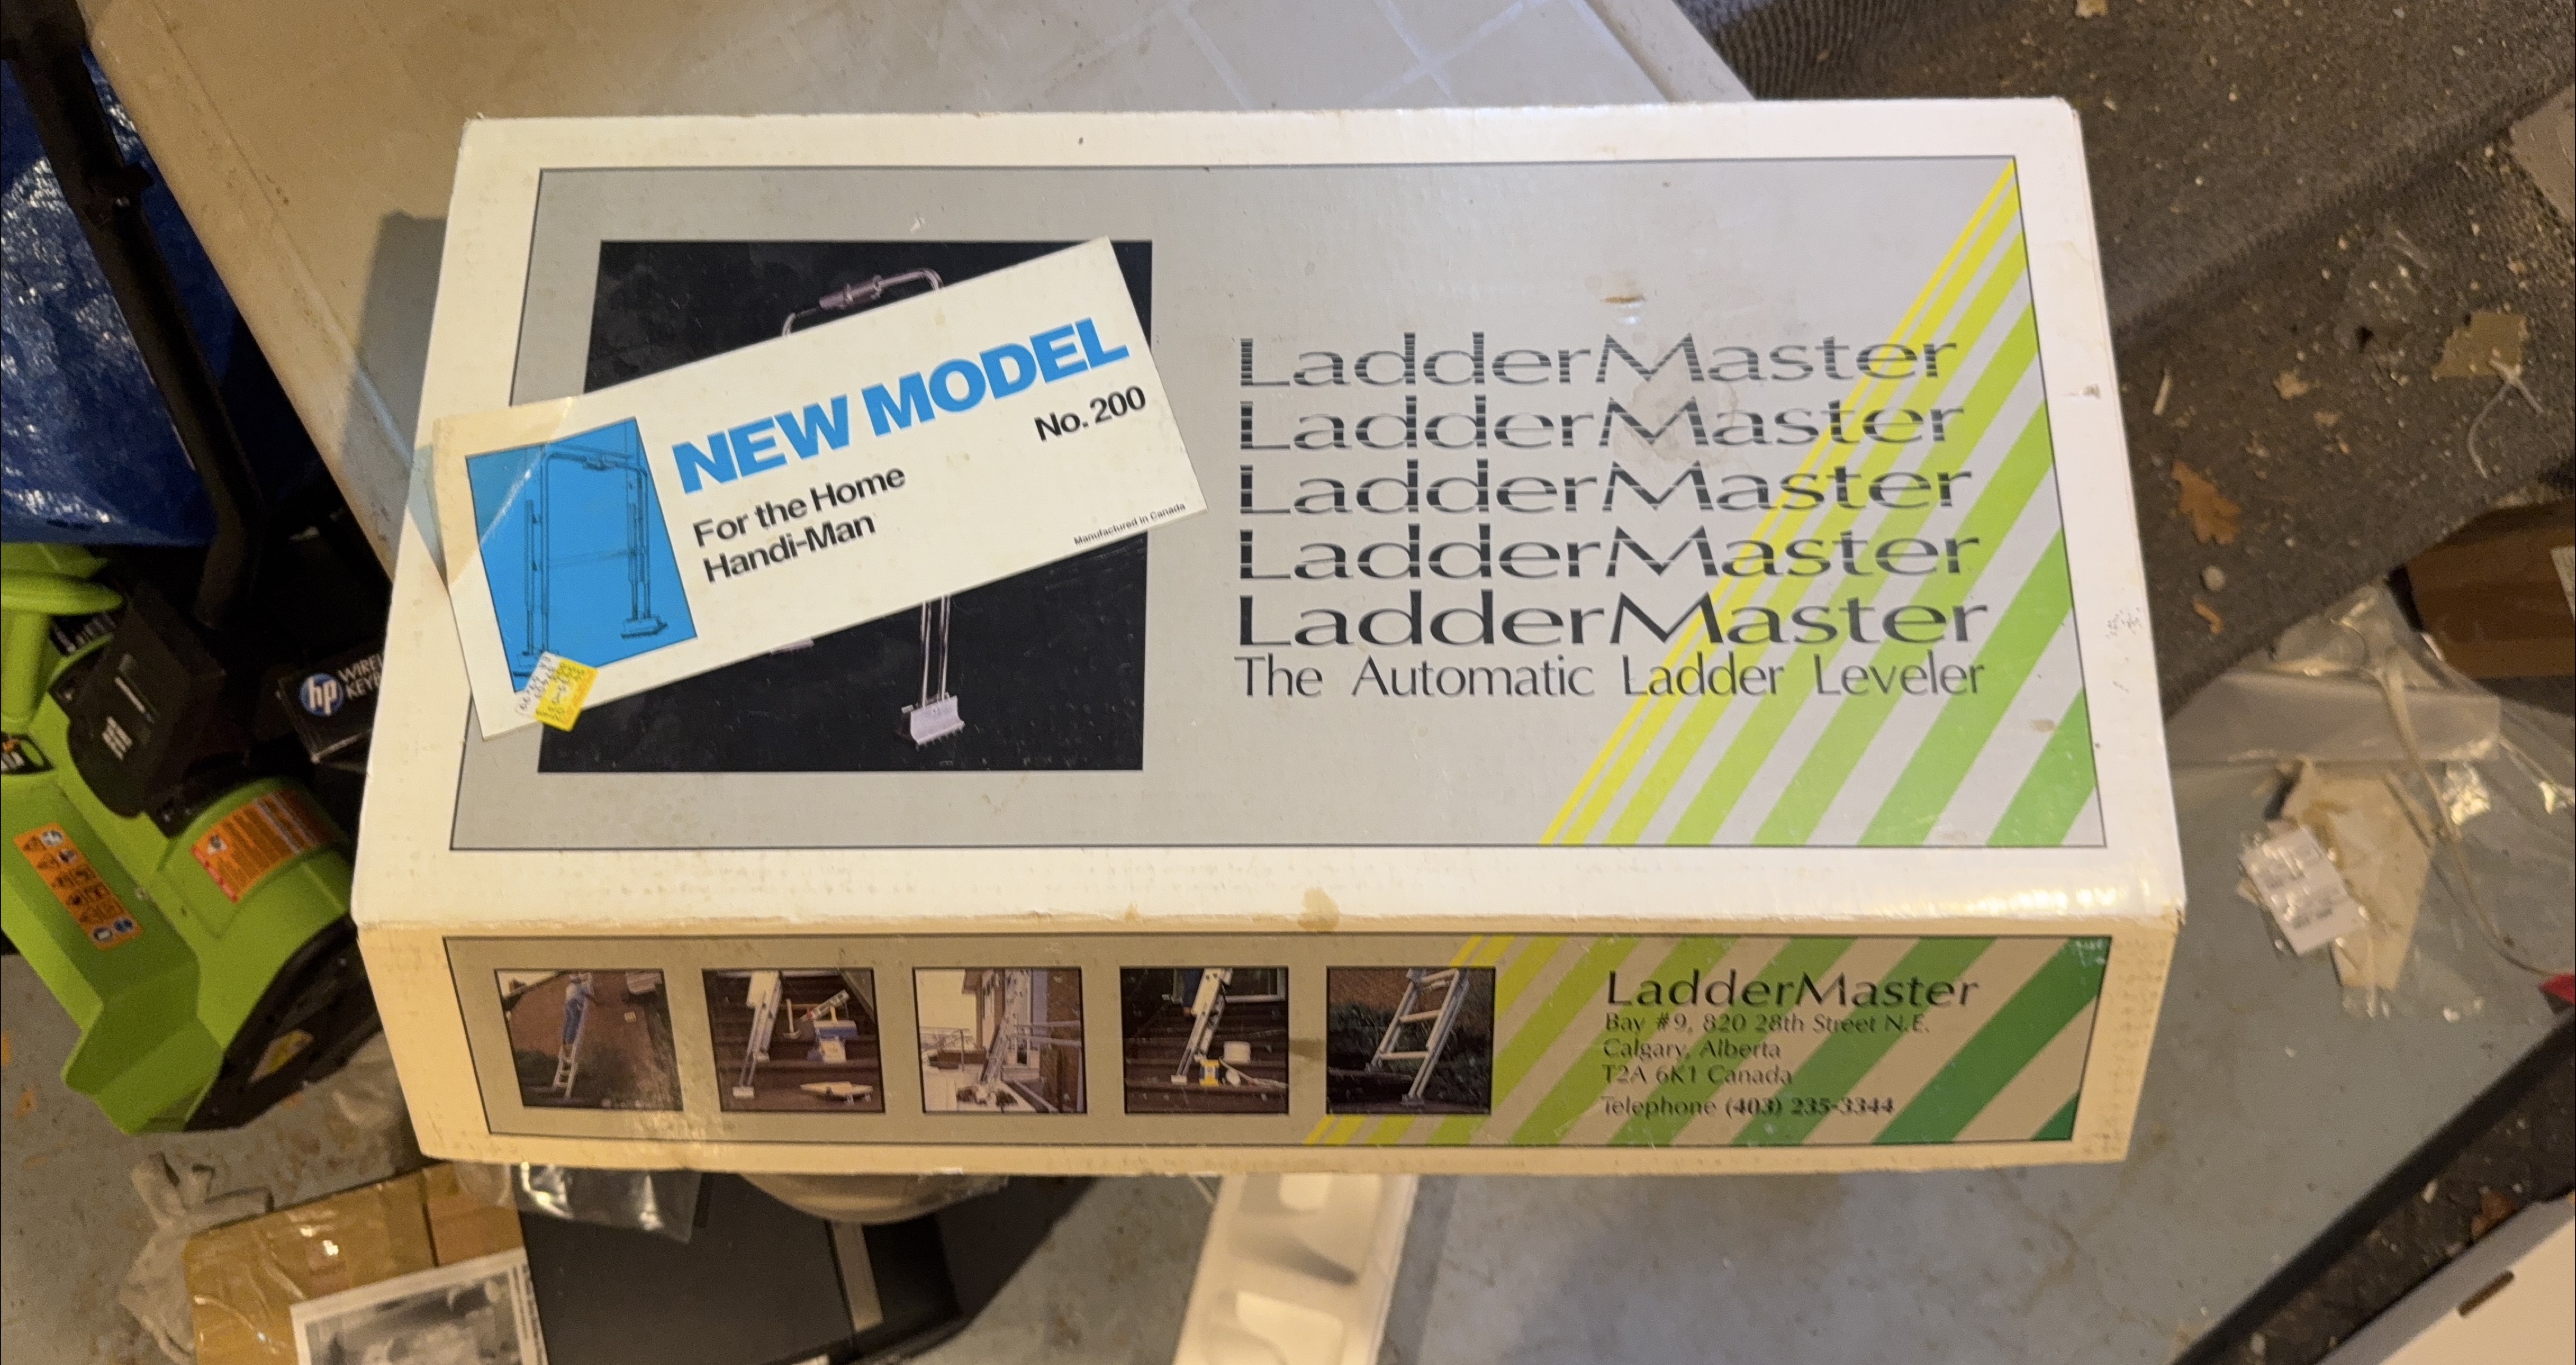 NEW MODEL
No. 200
For the Home
Handi-Man
Manufactured in Canada
LadderMaster
LadderMaster
LadderMaster
LadderMaster
LadderMaster
The Automatic Ladder Leveler
LadderMaster
Bay #9, 820 28th Street N.E.
Calgary, Alberta
T2A 6K1 Canada
Telephone (403) 235-3344
hp